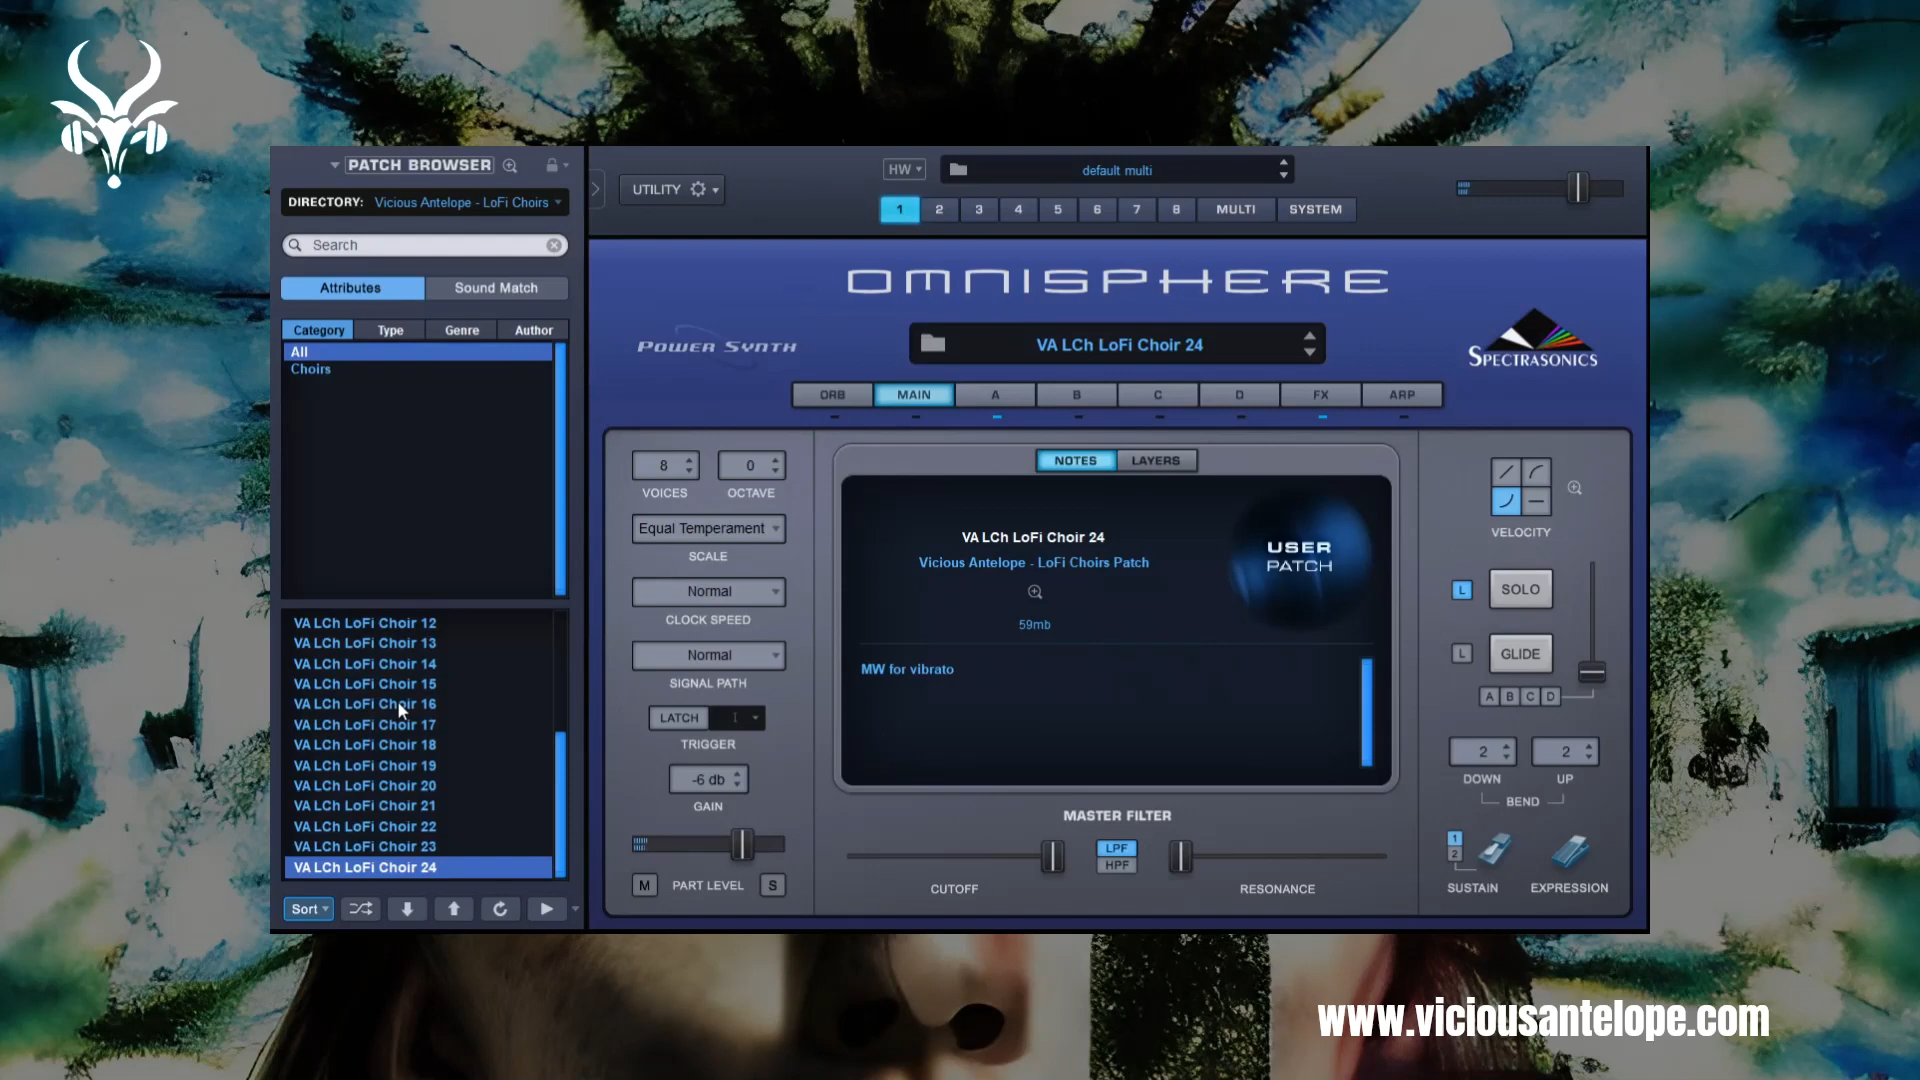 PATCH BROWSER
DIRECTORY: Vicious Antelope - LoFi Choirs
Search
Attributes Sound Match
Category Type Genre Author
All
Choirs
VA LCh LoFi Choir 12
VA LCh LoFi Choir 13
VA LCh LoFi Choir 14
VA LCh LoFi Choir 15
VA LCh LoFi Choir 16
VA LCh LoFi Choir 17
VA LCh LoFi Choir 18
VA LCh LoFi Choir 19
VA LCh LoFi Choir 20
VA LCh LoFi Choir 21
VA LCh LoFi Choir 22
VA LCh LoFi Choir 23
VA LCh LoFi Choir 24
Sort
UTILITY
HW
default multi
1 2 3 4 5 6 7 8 MULTI SYSTEM
OMNISPHERE
POWER SYNTH
VA LCh LoFi Choir 24
SPECTRASONICS
ORB MAIN A B C D FX ARP
8 0
VOICES OCTAVE
Equal Temperament
SCALE
Normal
CLOCK SPEED
Normal
SIGNAL PATH
LATCH
TRIGGER
-6 db
GAIN
M PART LEVEL S
NOTES LAYERS
VA LCh LoFi Choir 24
Vicious Antelope - LoFi Choirs Patch
59mb
USER
PATCH
MW for vibrato
MASTER FILTER
LPF
HPF
CUTOFF RESONANCE
VELOCITY
L SOLO
L GLIDE
A B C D
2 2
DOWN UP
BEND
1
2
SUSTAIN EXPRESSION
www.viciousantelope.com